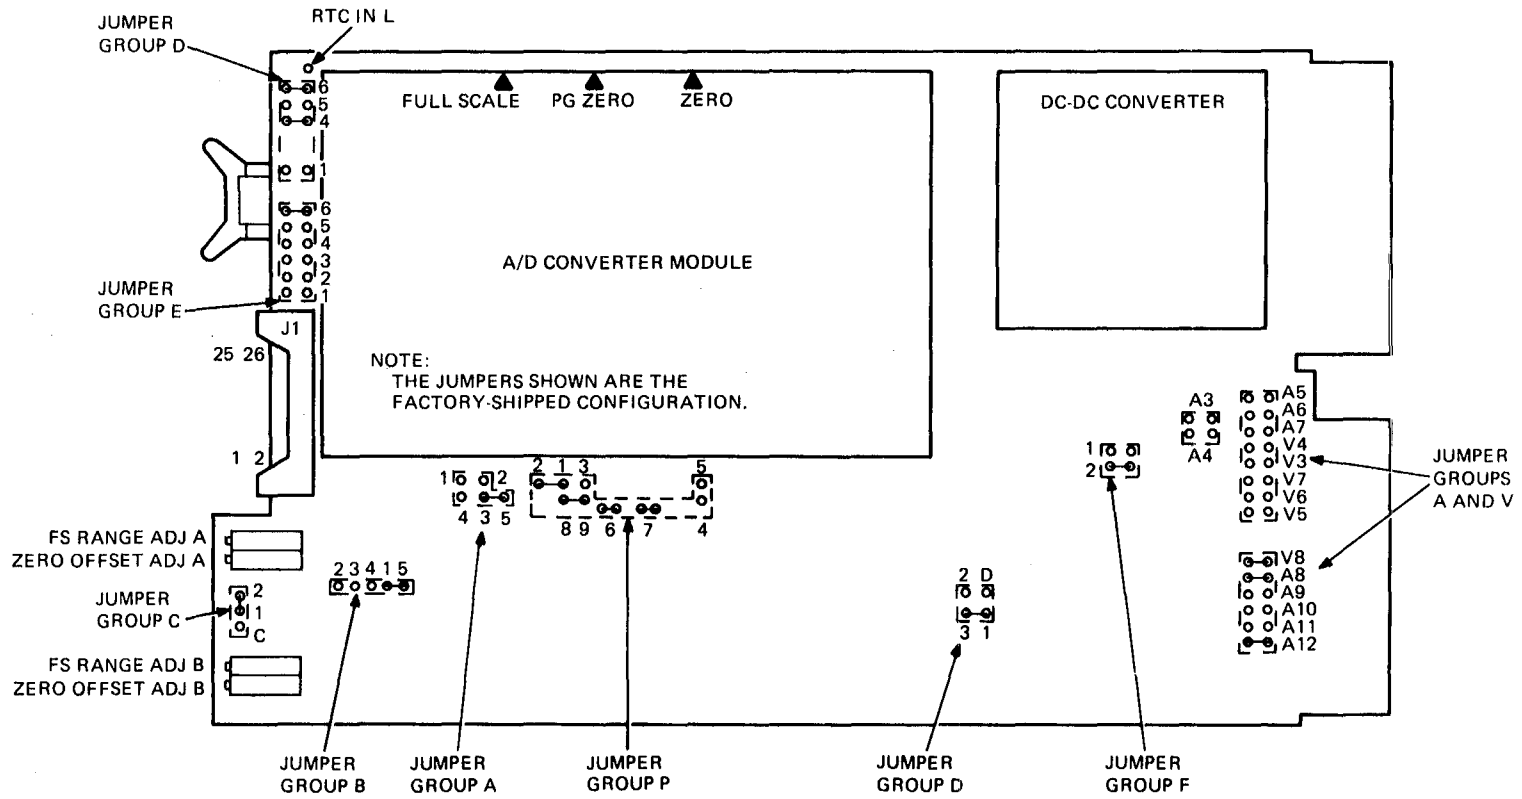 RTC IN L
JUMPER
GROUP D
6
5
4
1
FULL SCALE
PG ZERO
ZERO
DC-DC CONVERTER
6
5
4
3
2
1
A/D CONVERTER MODULE
JUMPER
GROUP E
J1
25 26
1 2
NOTE:
THE JUMPERS SHOWN ARE THE
FACTORY-SHIPPED CONFIGURATION.
A3
A4
A5
A6
A7
V4
V3
V7
V6
V5
JUMPER
GROUPS
A AND V
1
2
1 2
4 3 5
2 1 3
5
8 9 6 7 4
V8
A8
A9
A10
A11
A12
FS RANGE ADJ A
ZERO OFFSET ADJ A
2 3 4 1 5
2 D
3 1
JUMPER
GROUP C
2
1
C
FS RANGE ADJ B
ZERO OFFSET ADJ B
JUMPER
GROUP B
JUMPER
GROUP A
JUMPER
GROUP P
JUMPER
GROUP D
JUMPER
GROUP F